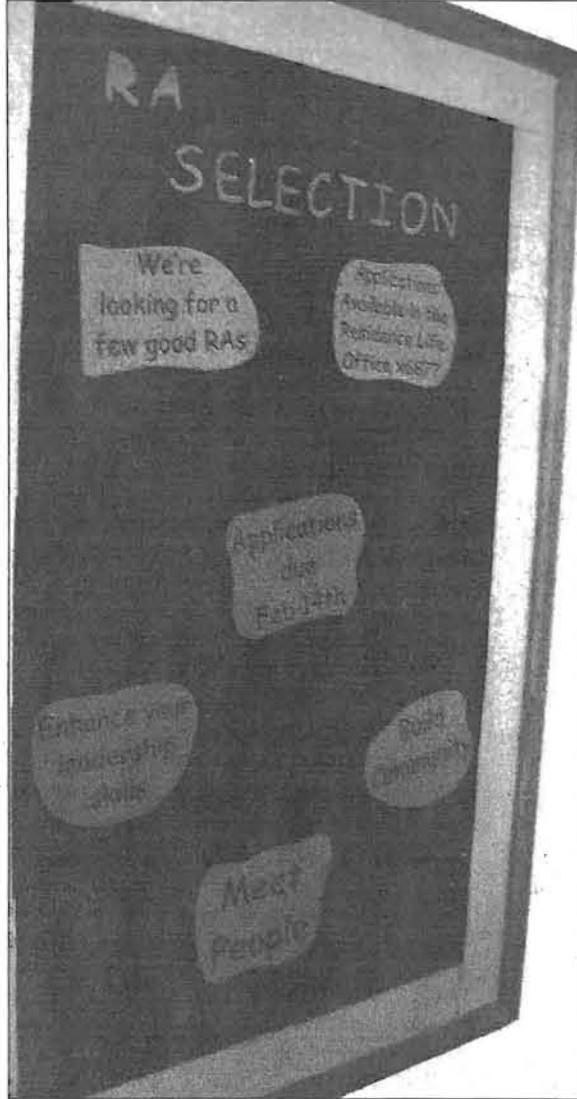 RA
SELECTION
We're
looking for a
few good RAs
Applications
Available in the
Residence Life
Office x6877
Applications
due
Feb 14th
Enhance your
leadership
skills
Build
Community
Meet
People